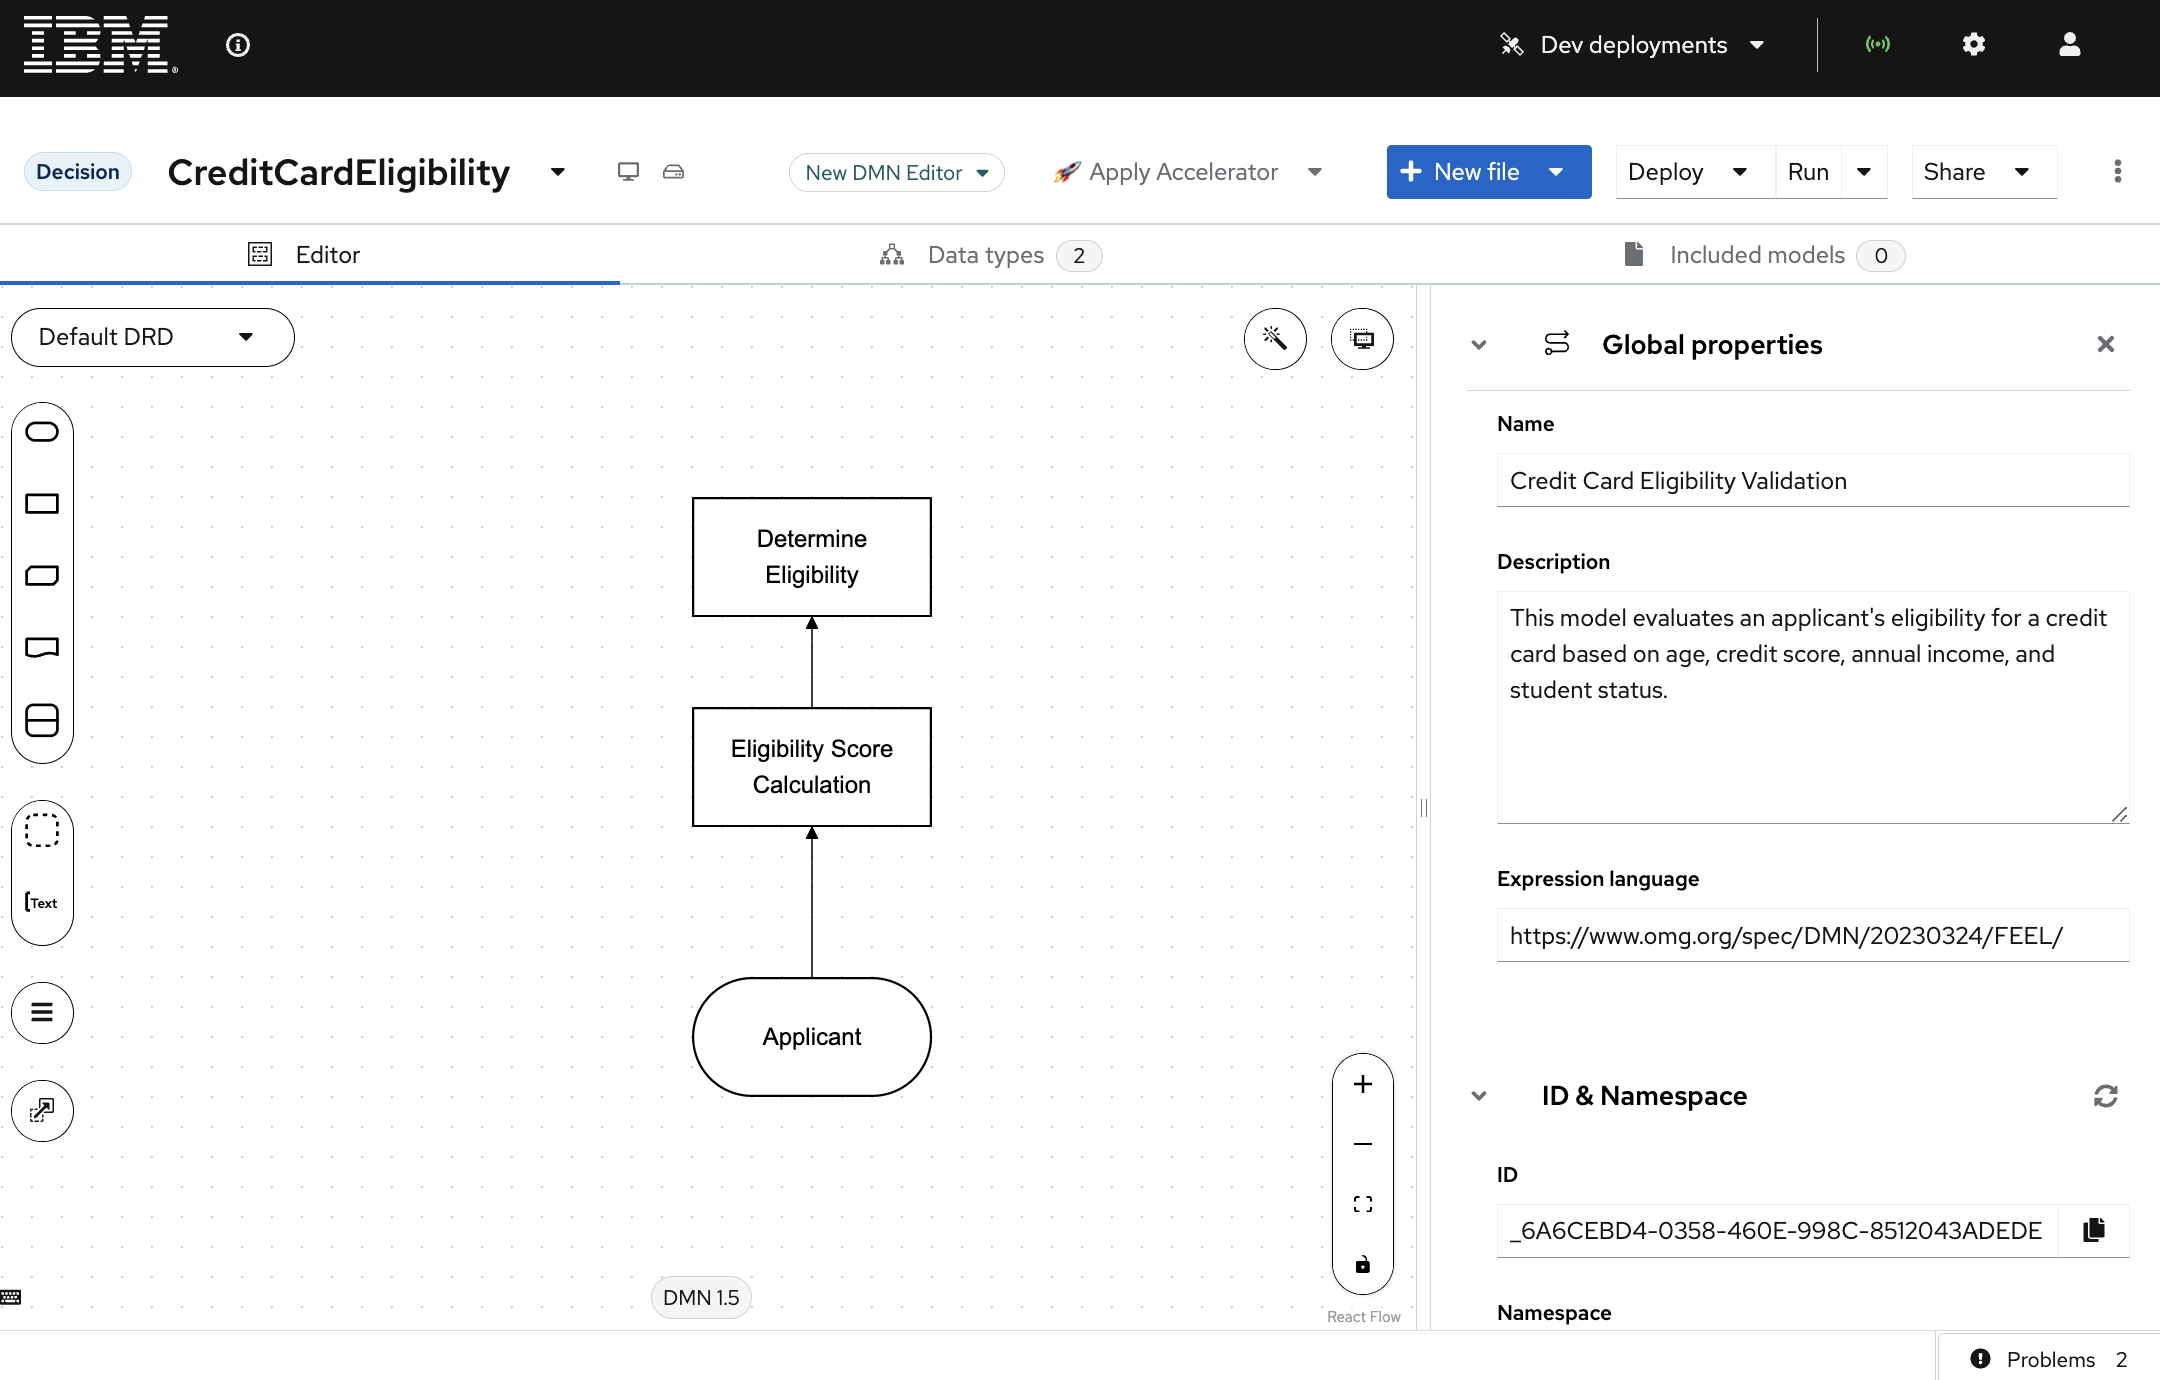 IBM
Dev deployments
Decision
CreditCardEligibility
New DMN Editor
Apply Accelerator
New file
Deploy
Run
Share
Editor
Data types 2
Included models 0
Default DRD
Text
Determine
Eligibility
Eligibility Score
Calculation
Applicant
DMN 1.5
React Flow
Global properties
Name
Credit Card Eligibility Validation
Description
This model evaluates an applicant's eligibility for a credit
card based on age, credit score, annual income, and
student status.
Expression language
https://www.omg.org/spec/DMN/20230324/FEEL/
ID & Namespace
ID
_6A6CEBD4-0358-460E-998C-8512043ADEDE
Namespace
Problems 2